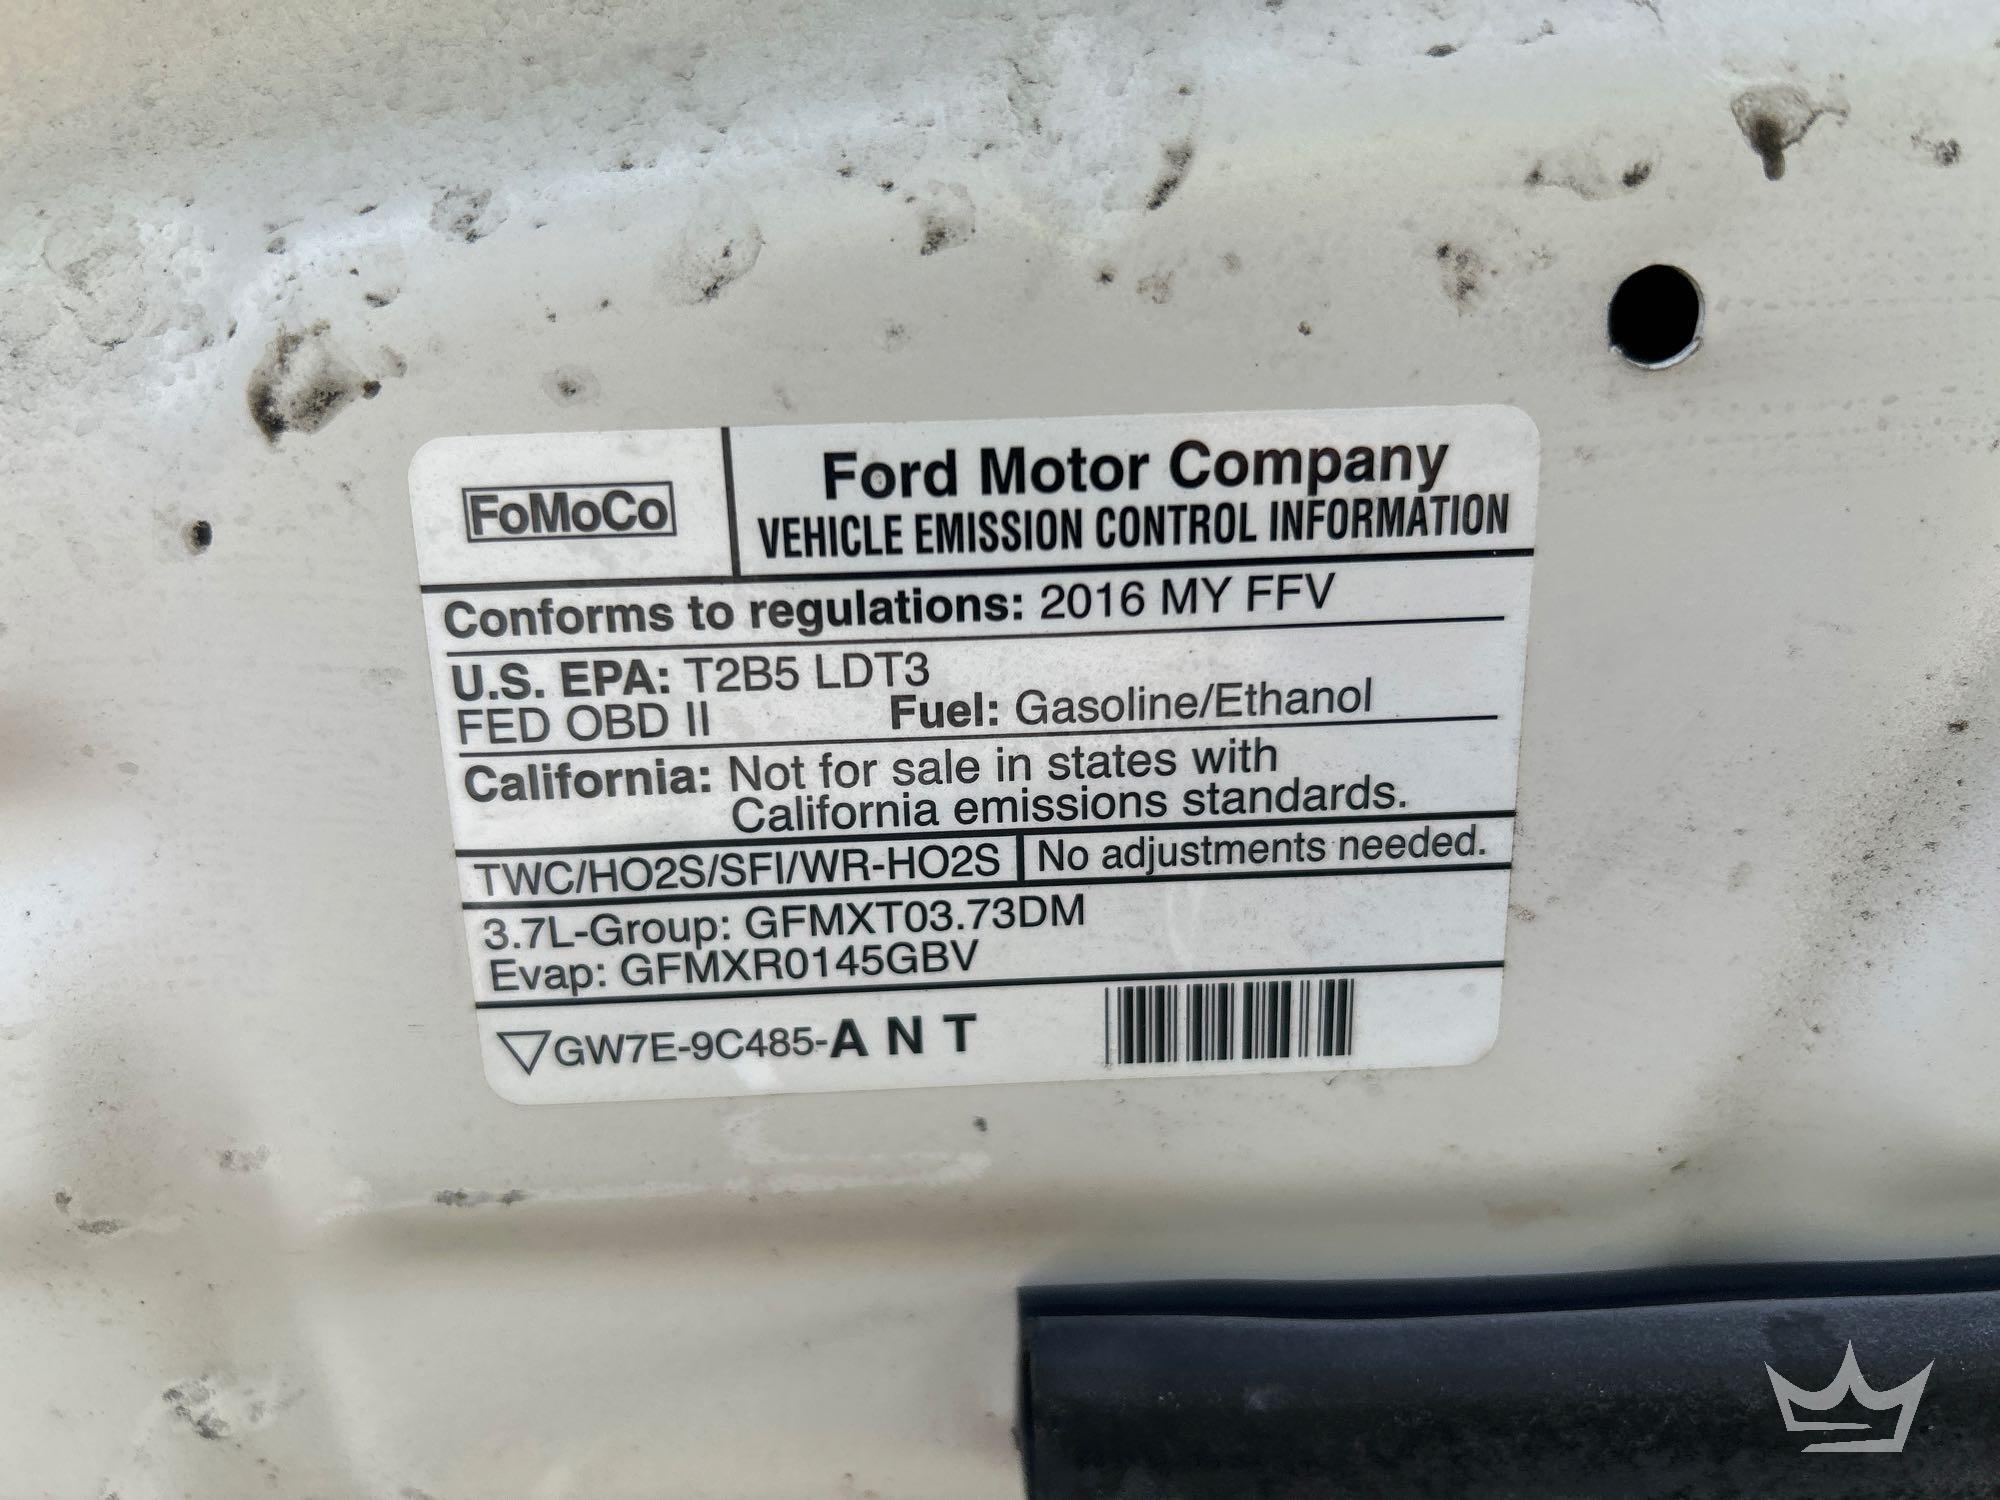 FoMoCo
Ford Motor Company
VEHICLE EMISSION CONTROL INFORMATION
Conforms to regulations: 2016 MY FFV
U.S. EPA: T2B5 LDT3
FED OBD II Fuel: Gasoline/Ethanol
California: Not for sale in states with
California emissions standards.
TWC/HO2S/SFI/WR-HO2S No adjustments needed.
3.7L-Group: GFMXT03.73DM
Evap: GFMXR0145GBV
GW7E-9C485-A N T